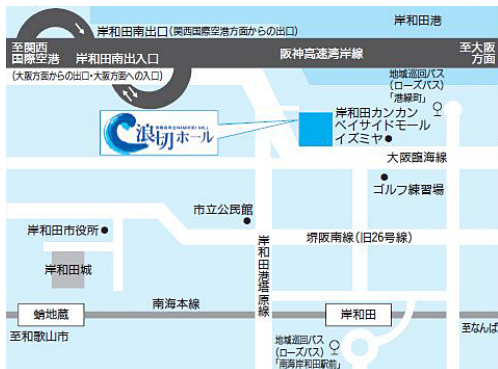 岸和田港
岸和田南出口(関西国際空港方面からの出口)
至関西
国際空港
岸和田南出入口
阪神高速湾岸線
至大阪
方面
(大阪方面からの出口・大阪方面への入口)
地域巡回バス
(ローズバス)
「港緑町」
浪切ホール
岸和田カンカン
ベイサイドモール
イズミヤ
大阪臨海線
ゴルフ練習場
市立公民館
岸和田市役所
堺阪南線(旧26号線)
岸和田港塔原線
岸和田城
南海本線
蛸地蔵
岸和田
至和歌山市
至なんば
地域巡回バス
(ローズバス)
「南海岸和田駅前」